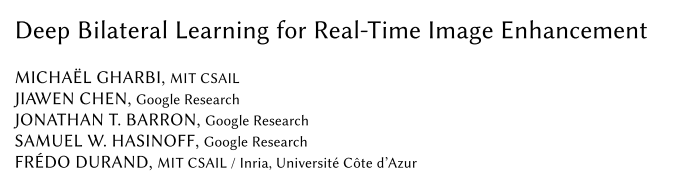 Deep Bilateral Learning for Real-Time Image Enhancement
MICHAËL GHARBI, MIT CSAIL
JIAWEN CHEN, Google Research
JONATHAN T. BARRON, Google Research
SAMUEL W. HASINOFF, Google Research
FRÉDO DURAND, MIT CSAIL / Inria, Université Côte d'Azur